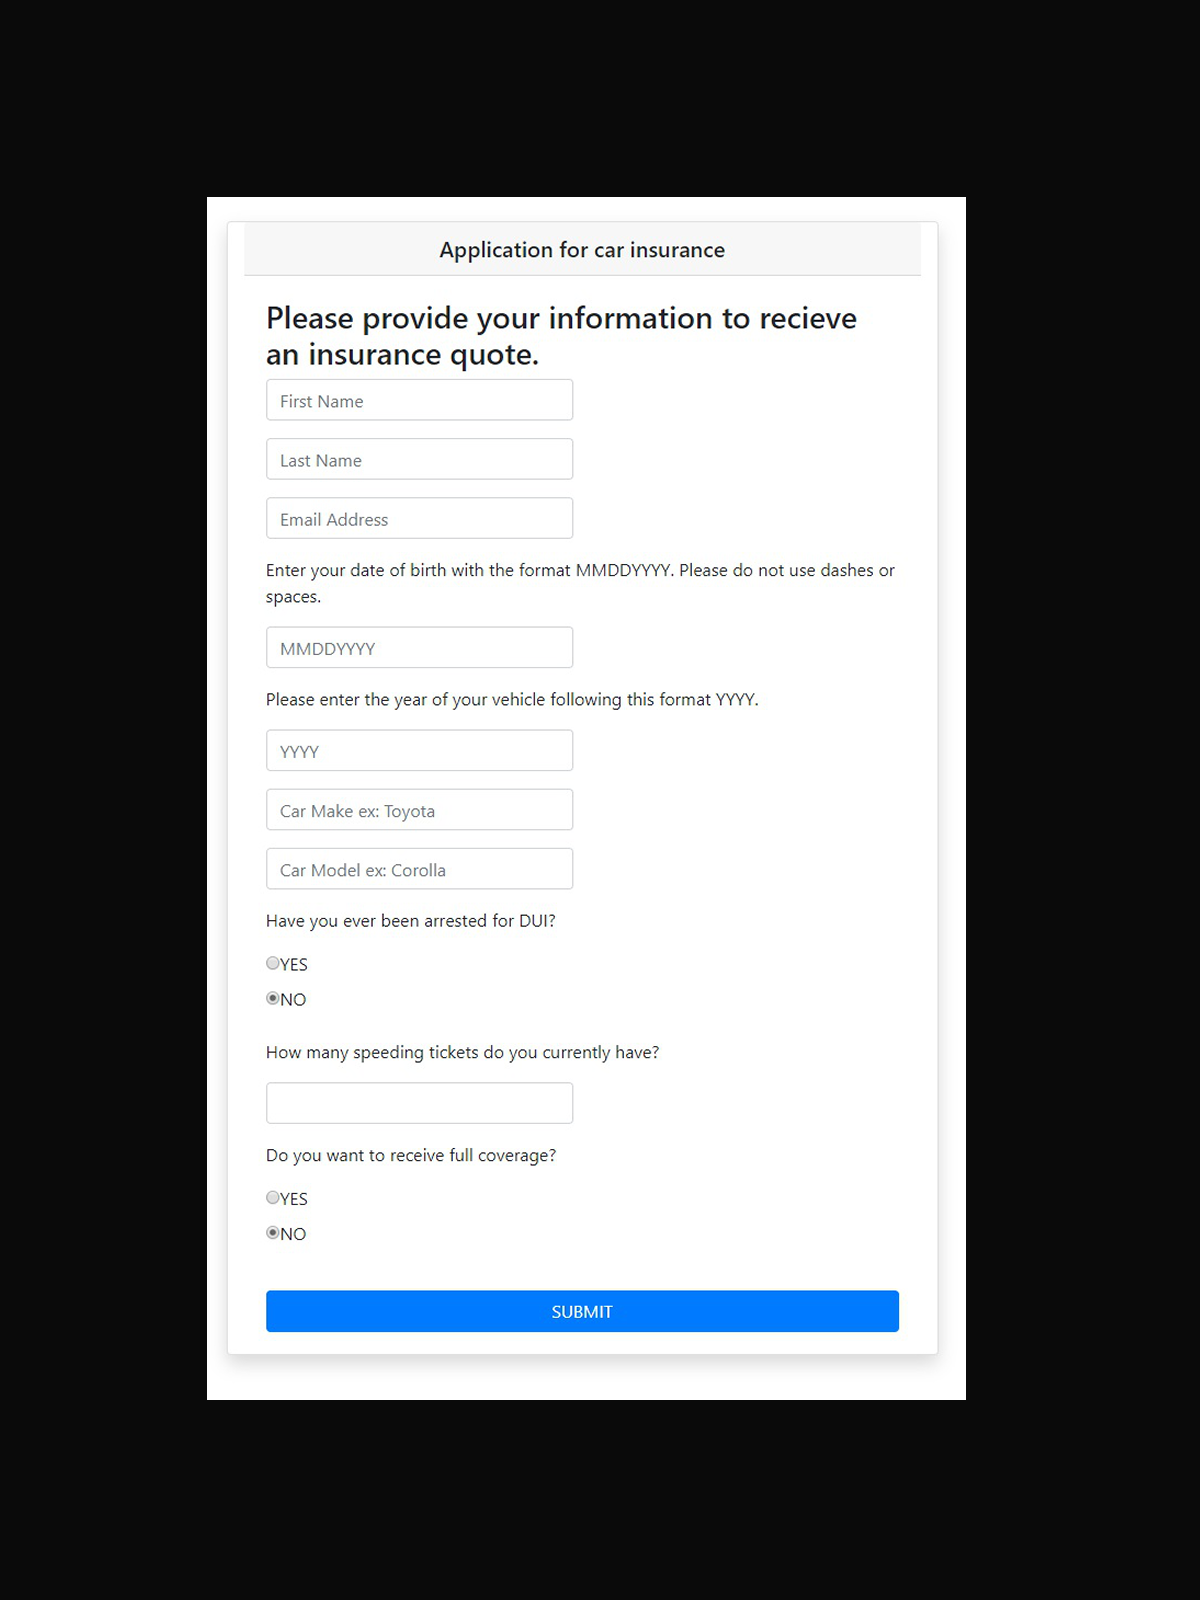 Application for car insurance
Please provide your information to recieve
an insurance quote.
First Name
Last Name
Email Address
Enter your date of birth with the format MMDDYYYY. Please do not use dashes or
spaces.
MMDDYYYY
Please enter the year of your vehicle following this format YYYY.
YYYY
Car Make ex: Toyota
Car Model ex: Corolla
Have you ever been arrested for DUI?
YES
NO
How many speeding tickets do you currently have?
Do you want to receive full coverage?
YES
NO
SUBMIT